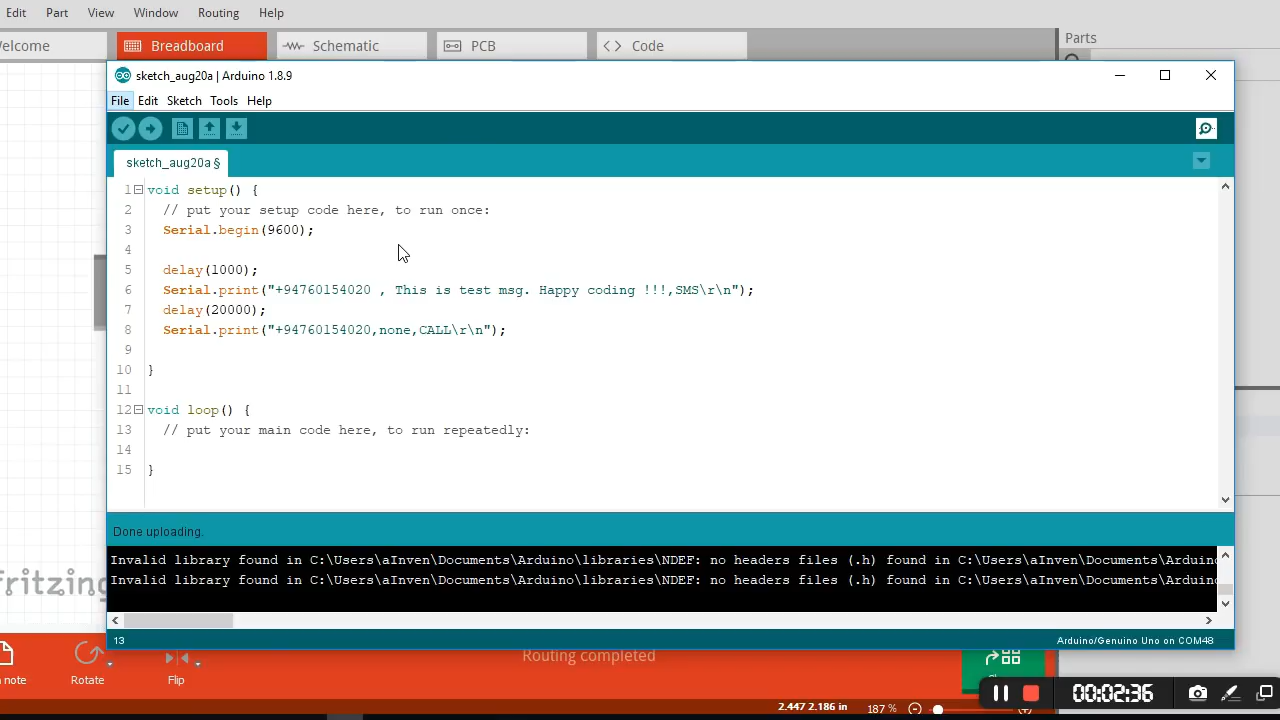 Edit Part View Window Routing Help
elcome Breadboard Schematic PCB <> Code Parts
sketch_aug20a | Arduino 1.8.9
File Edit Sketch Tools Help
sketch_aug20a §
1 void setup() {
2 // put your setup code here, to run once:
3 Serial.begin(9600);
4
5 delay(1000);
6 Serial.print("+94760154020 , This is test msg. Happy coding !!!,SMS\r\n");
7 delay(20000);
8 Serial.print("+94760154020,none,CALL\r\n");
9
10 }
11
12 void loop() {
13 // put your main code here, to run repeatedly:
14
15 }
Done uploading.
Invalid library found in C:\Users\aInven\Documents\Arduino\libraries\NDEF: no headers files (.h) found in C:\Users\aInven\Documents\Arduino
Invalid library found in C:\Users\aInven\Documents\Arduino\libraries\NDEF: no headers files (.h) found in C:\Users\aInven\Documents\Arduino
13 Arduino/Genuino Uno on COM48
fritzing
Routing completed
note Rotate Flip
00:02:36
2.447 2.186 in 187 %